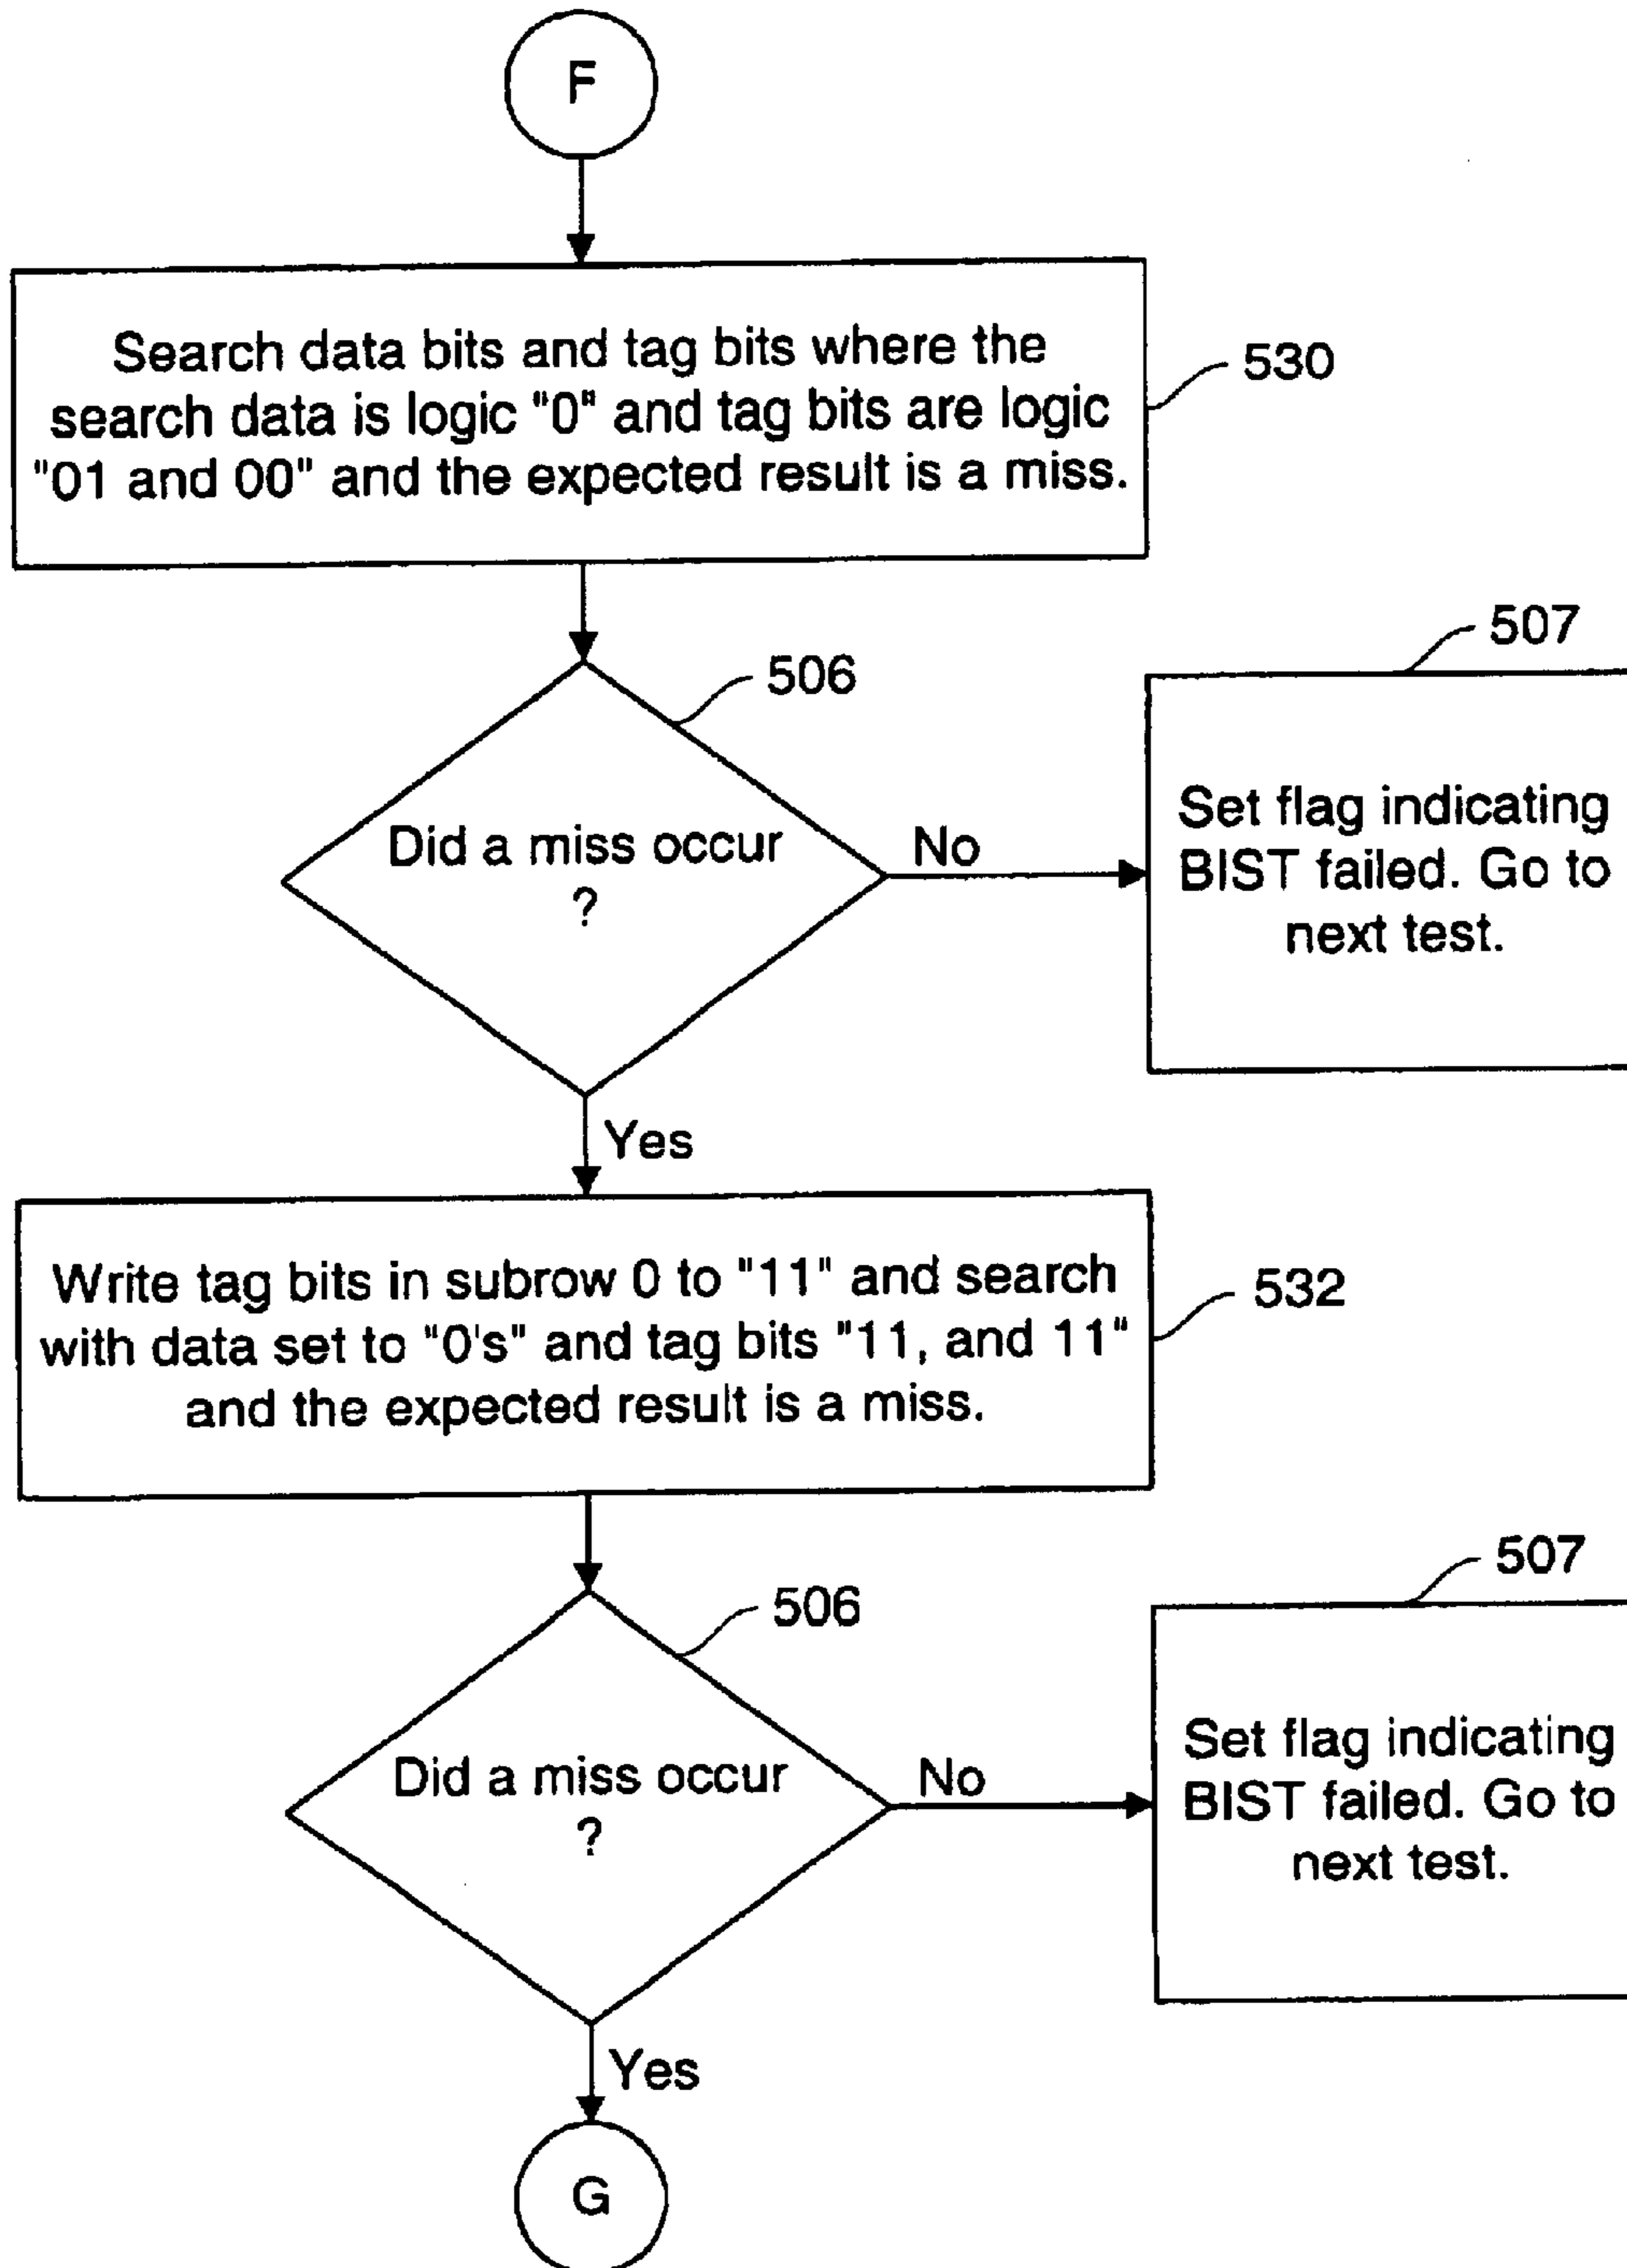 F
Search data bits and tag bits where the
search data is logic "0" and tag bits are logic
"01 and 00" and the expected result is a miss.
530
506
507
Did a miss occur
?
No
Set flag indicating
BIST failed. Go to
next test.
Yes
Write tag bits in subrow 0 to "11" and search
with data set to "0's" and tag bits "11, and 11"
and the expected result is a miss.
532
506
507
Did a miss occur
?
No
Set flag indicating
BIST failed. Go to
next test.
Yes
G